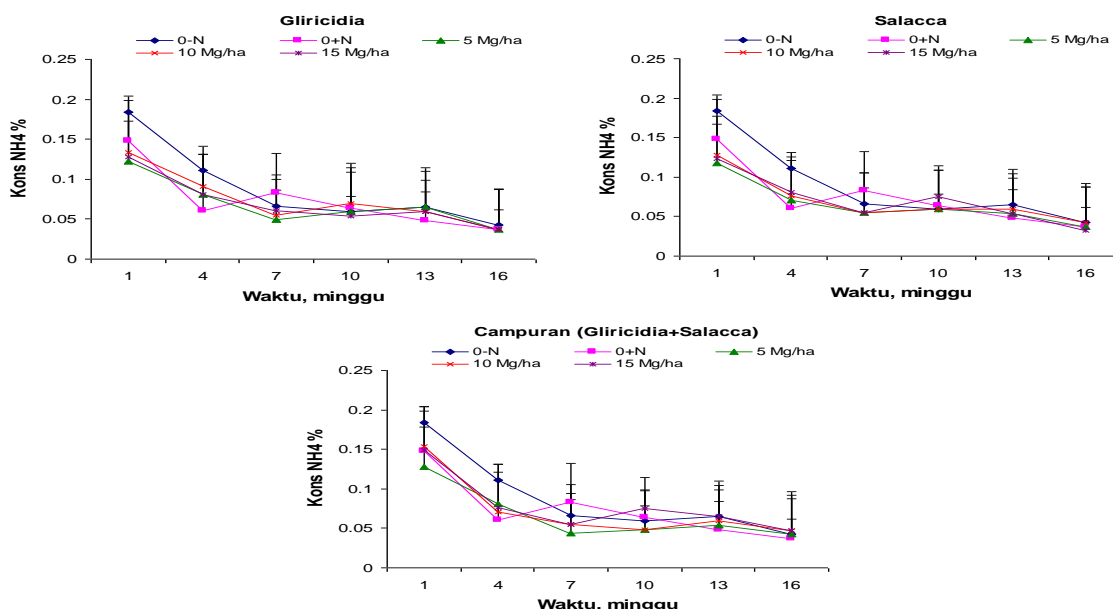 Gliricidia
0-N 0+N 5 Mg/ha
10 Mg/ha 15 Mg/ha
0.25
0.2
0.15
0.1
0.05
0
Kons NH4 %
1 4 7 10 13 16
Waktu, minggu
Salacca
0-N 0+N 5 Mg/ha
10 Mg/ha 15 Mg/ha
0.25
0.2
0.15
0.1
0.05
0
Kons NH4 %
1 4 7 10 13 16
Waktu, minggu
Campuran (Gliricidia+Salacca)
0-N 0+N 5 Mg/ha
10 Mg/ha 15 Mg/ha
0.25
0.2
0.15
0.1
0.05
0
Kons NH4 %
1 4 7 10 13 16
Waktu, minggu